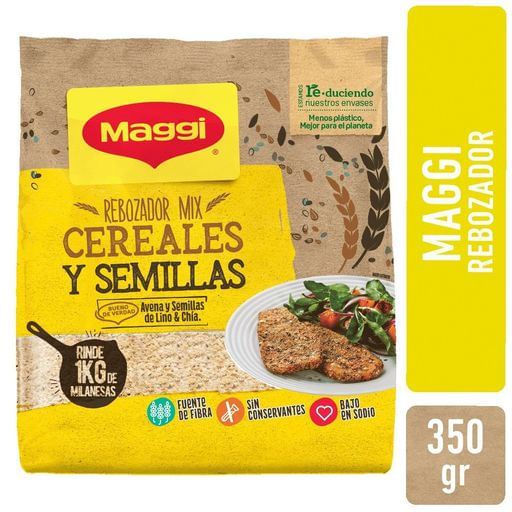 Maggi
®
ESTAMOS
re·duciendo
nuestros envases
Menos plástico,
Mejor para el planeta
REBOZADOR MIX
CEREALES
Y SEMILLAS
BUENO
DE VERDAD
Avena y Semillas
de Lino & Chía.
RINDE
1KG DE
MILANESAS
FUENTE
DE FIBRA
SIN
CONSERVANTES
BAJO
EN SODIO
MAGGI
REBOZADOR
350
gr